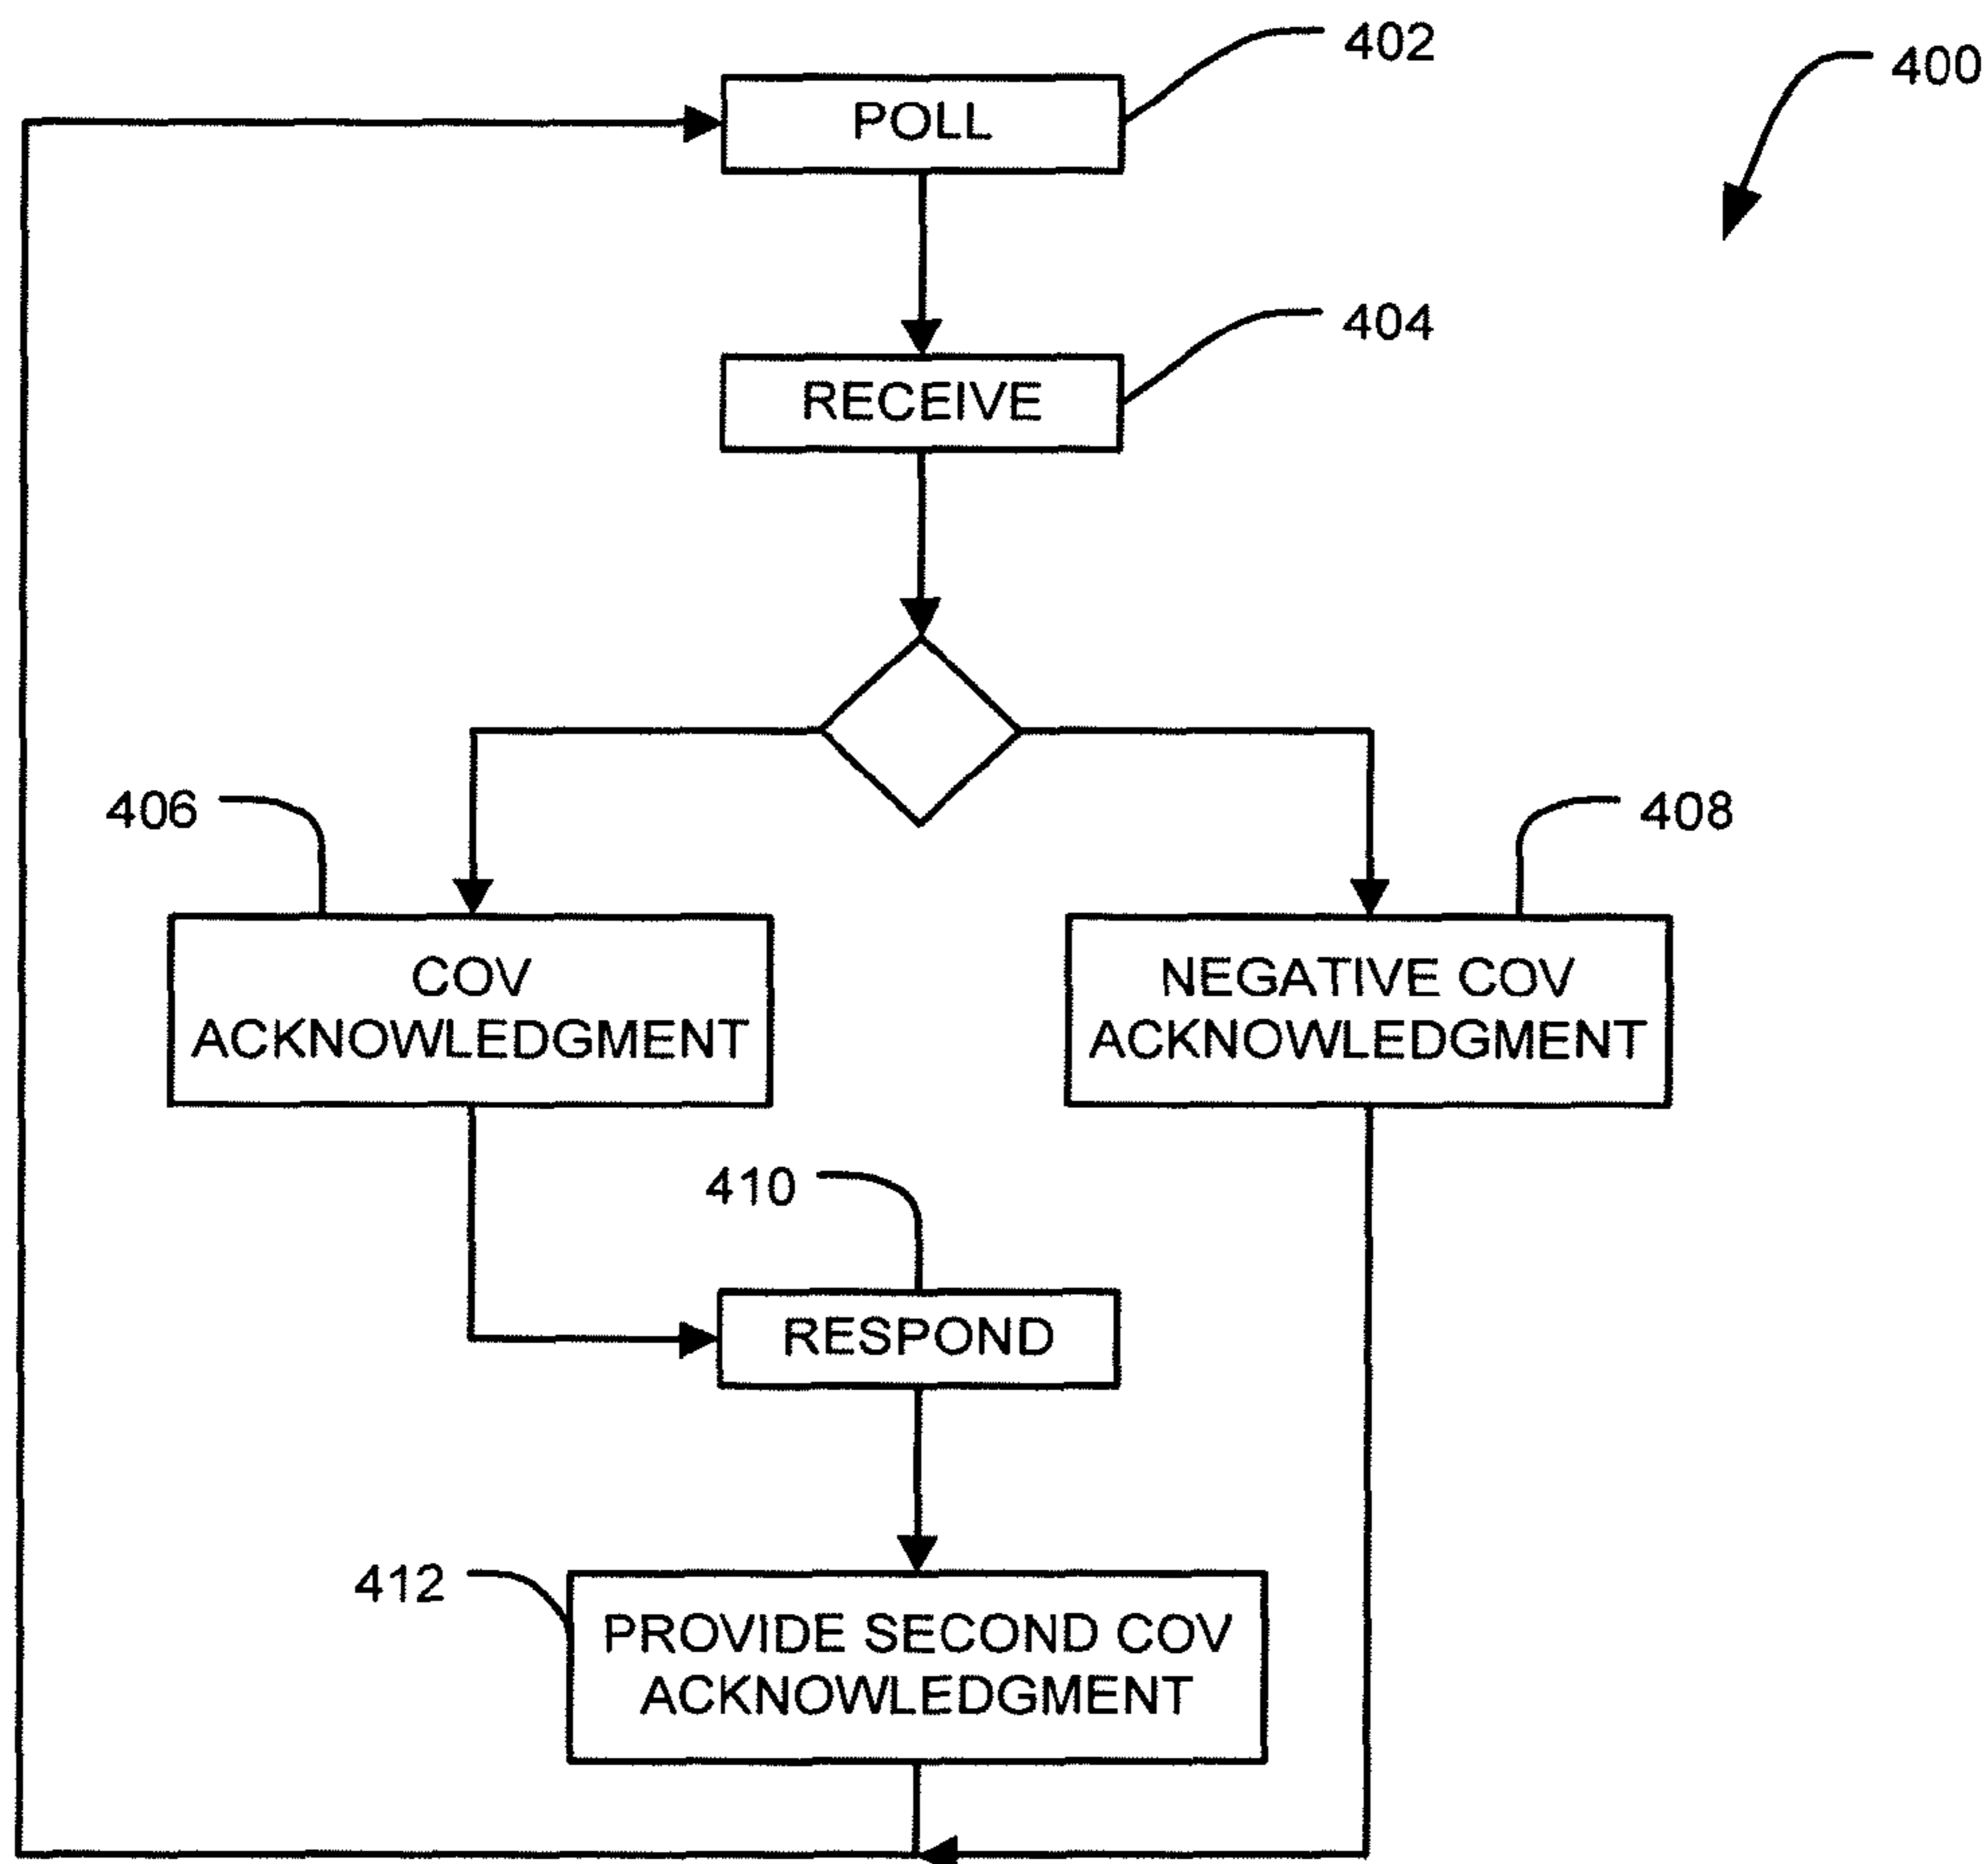 402
400
POLL
404
RECEIVE
406
408
COV
ACKNOWLEDGMENT
NEGATIVE COV
ACKNOWLEDGMENT
410
RESPOND
412
PROVIDE SECOND COV
ACKNOWLEDGMENT